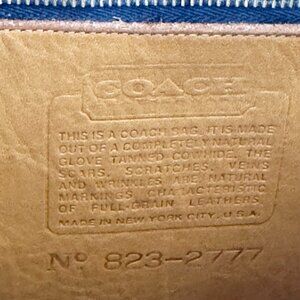 COACH
THIS IS A COACH BAG. IT IS MADE
OUT OF A COMPLETELY NATURAL
GLOVE TANNED COWHIDE. THE
SCARS, SCRATCHES, VEINS
AND WRINKLES ARE NATURAL
MARKINGS CHARACTERISTIC
OF FULL-GRAIN LEATHERS.
MADE IN NEW YORK CITY, U.S.A.
Nº 823-2777